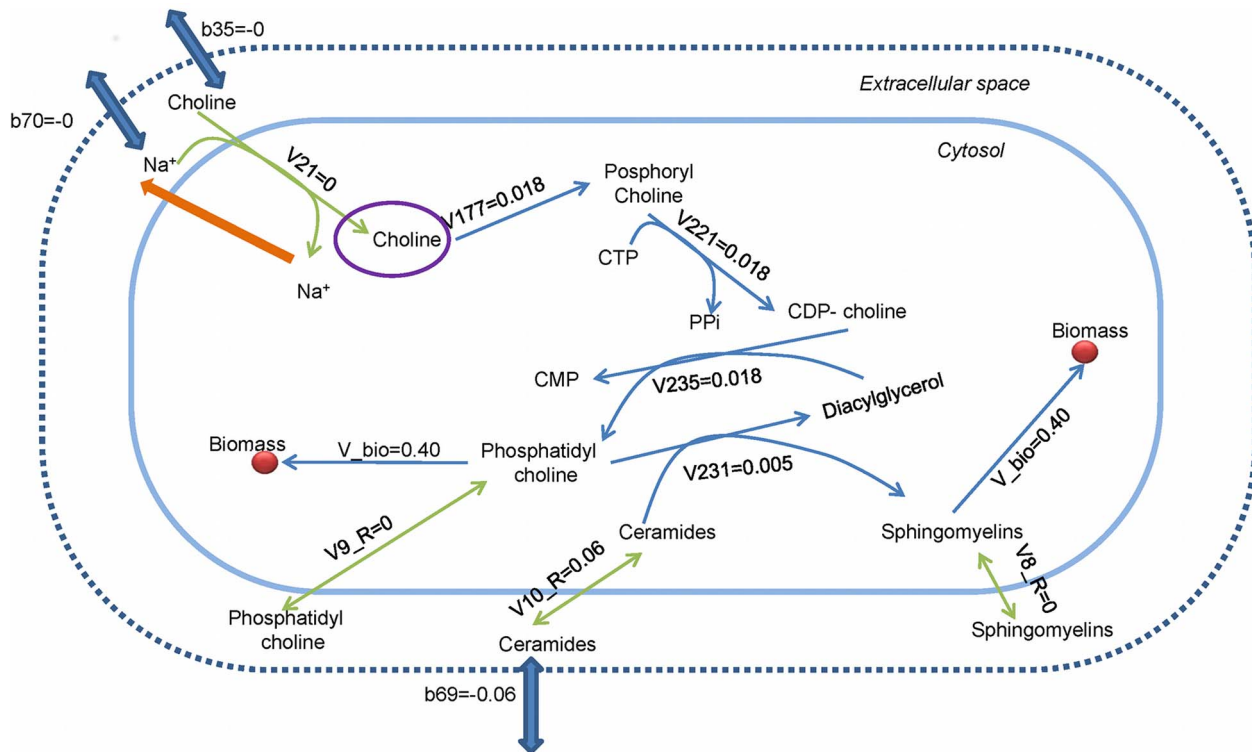 b35=-0
Extracellular space
Choline
b70=-0
Cytosol
Na+
V21=0
Posphoryl
Choline
V177=0.018
Choline
V221=0.018
CTP
Na+
PPi
CDP- choline
Biomass
CMP
V235=0.018
Diacylglycerol
Biomass
V_bio=0.40
Phosphatidyl
choline
V231=0.005
V_bio=0.40
V9_R=0
Ceramides
Sphingomyelins
V10_R=0.06
V8_R=0
Phosphatidyl
choline
Ceramides
Sphingomyelins
b69=-0.06